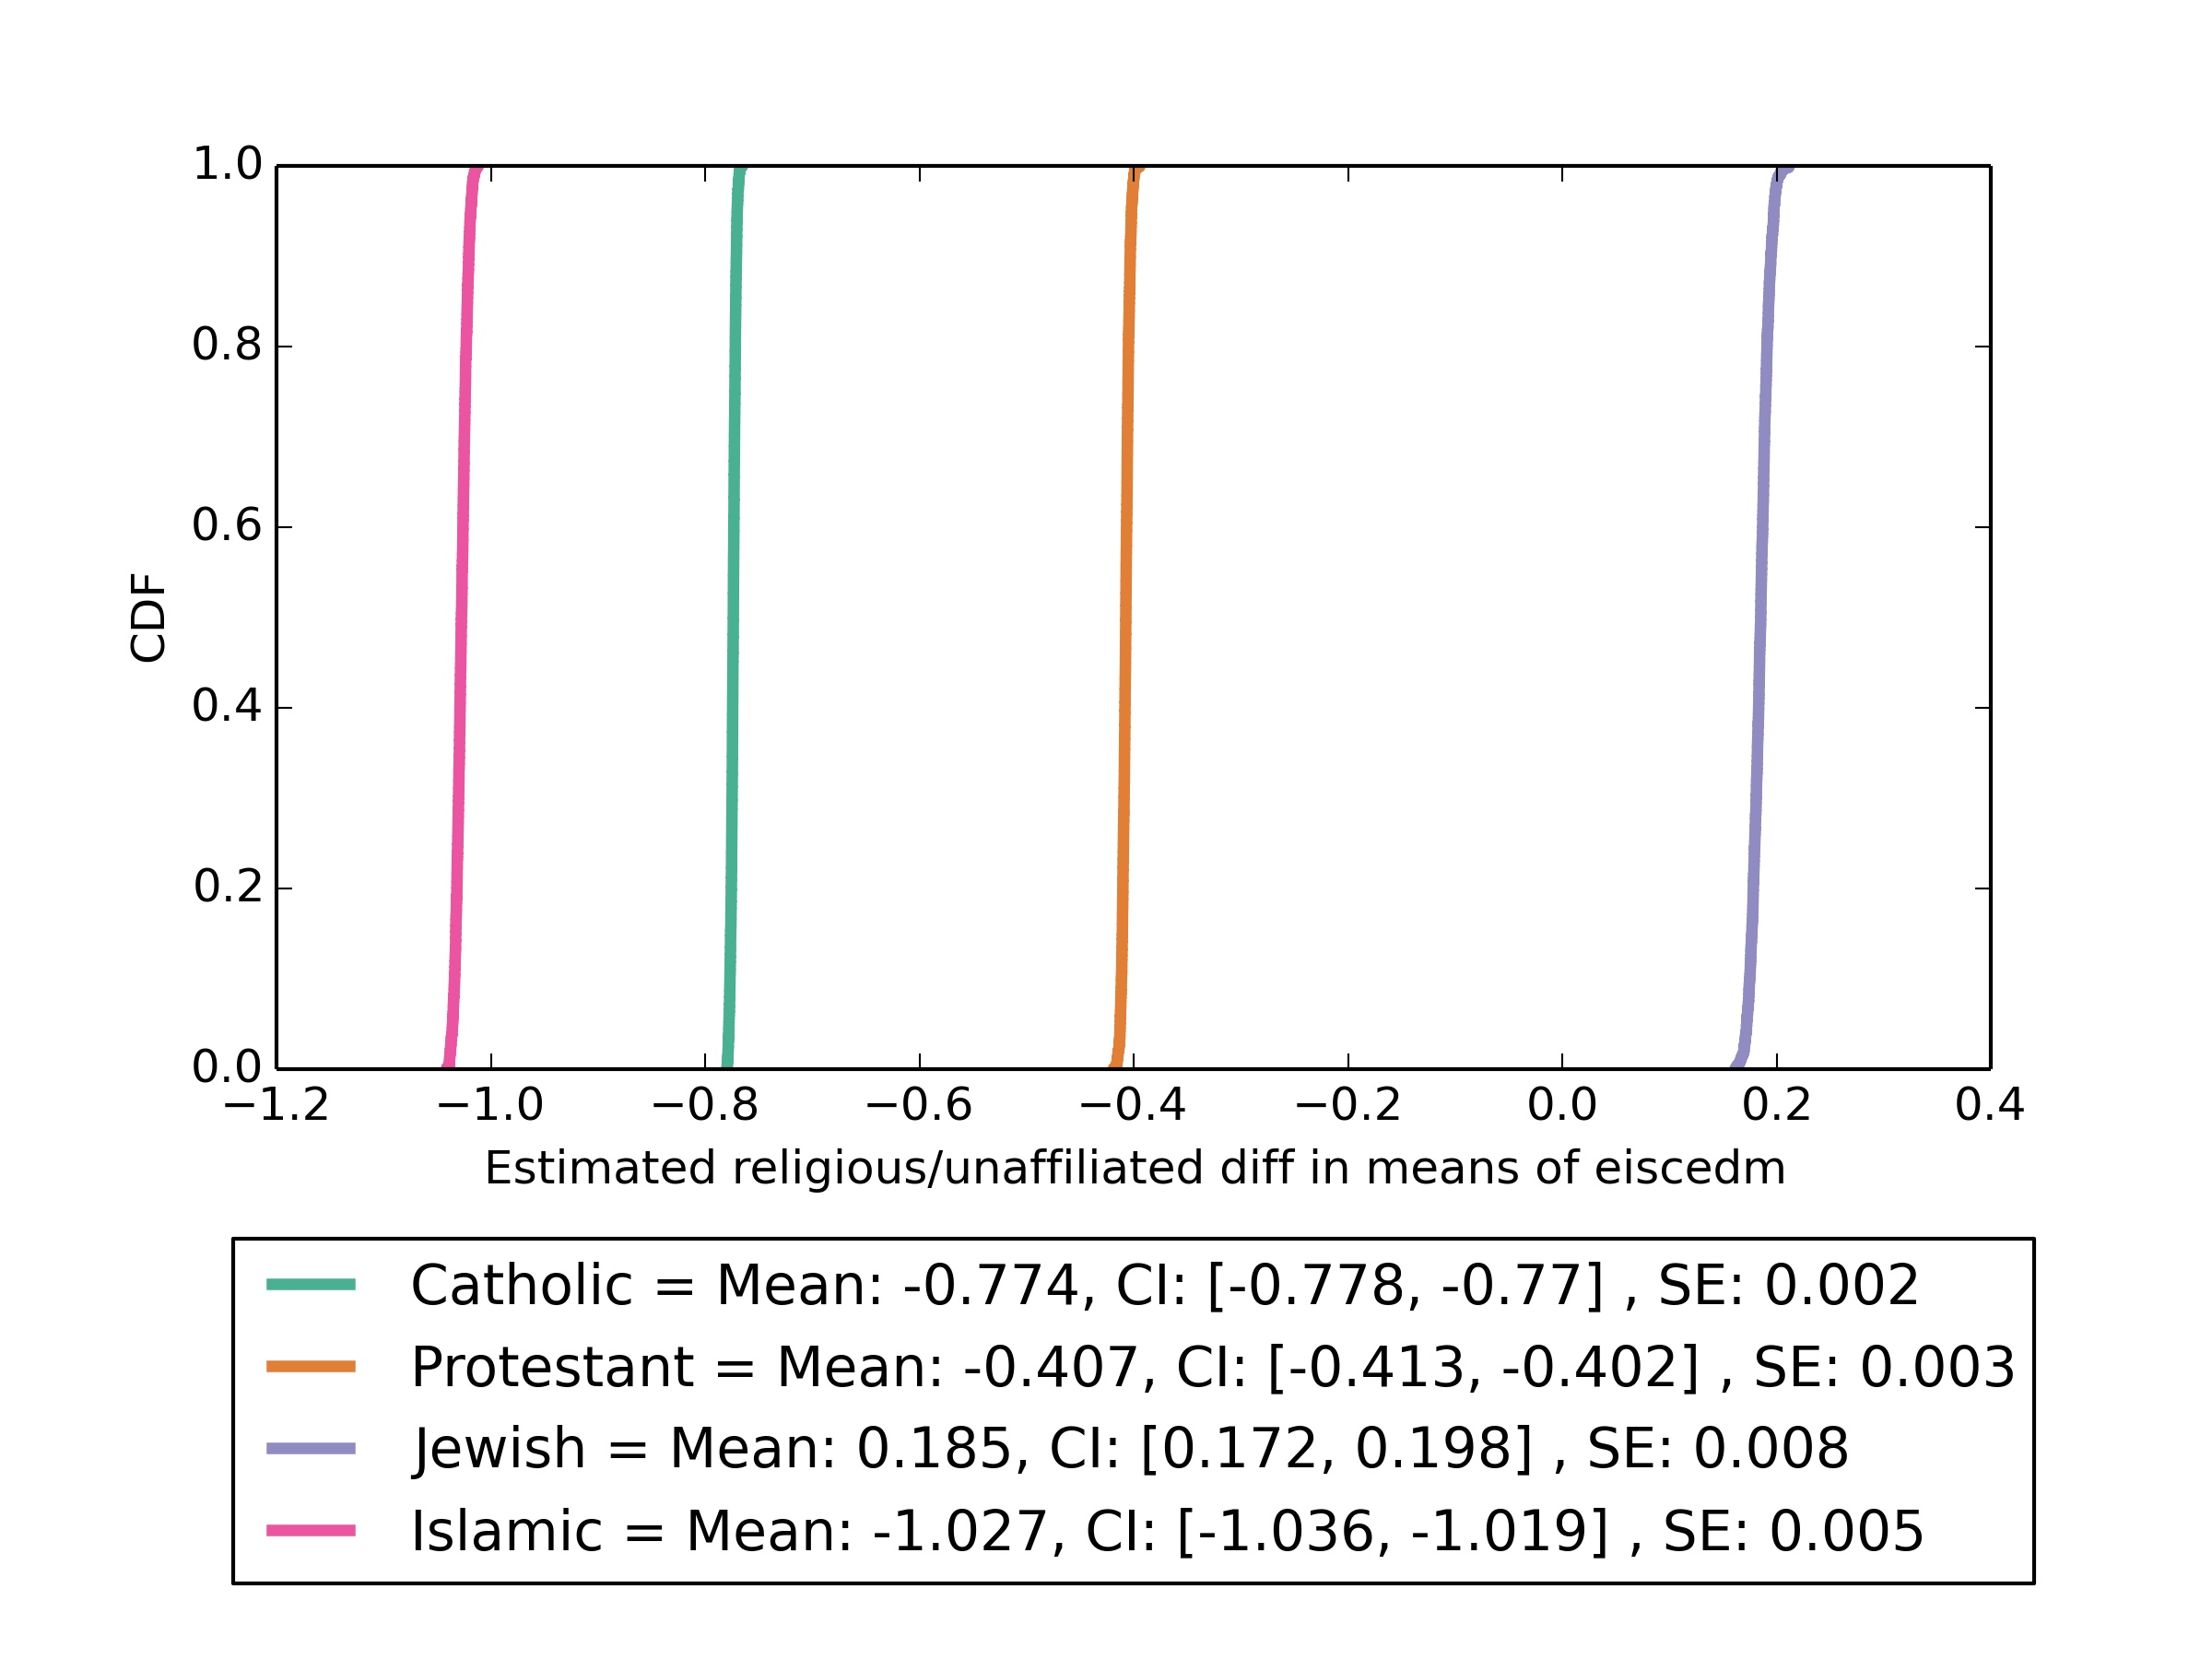 1.0
0.8
0.6
0.4
0.2
0.0
CDF
−1.2 −1.0 −0.8 −0.6 −0.4 −0.2 0.0 0.2 0.4
Estimated religious/unaffiliated diff in means of eiscedm
Catholic = Mean: -0.774, CI: [-0.778, -0.77] , SE: 0.002
Protestant = Mean: -0.407, CI: [-0.413, -0.402] , SE: 0.003
Jewish = Mean: 0.185, CI: [0.172, 0.198] , SE: 0.008
Islamic = Mean: -1.027, CI: [-1.036, -1.019] , SE: 0.005